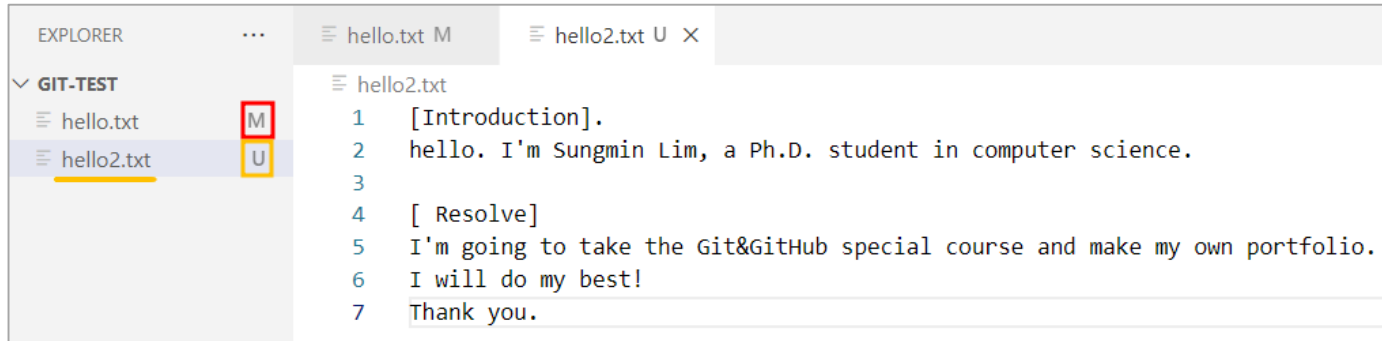 EXPLORER ...
hello.txt M
hello2.txt U ×
GIT-TEST
hello.txt M
hello2.txt U
hello2.txt
1 [Introduction].
2 hello. I'm Sungmin Lim, a Ph.D. student in computer science.
3
4 [ Resolve]
5 I'm going to take the Git&GitHub special course and make my own portfolio.
6 I will do my best!
7 Thank you.